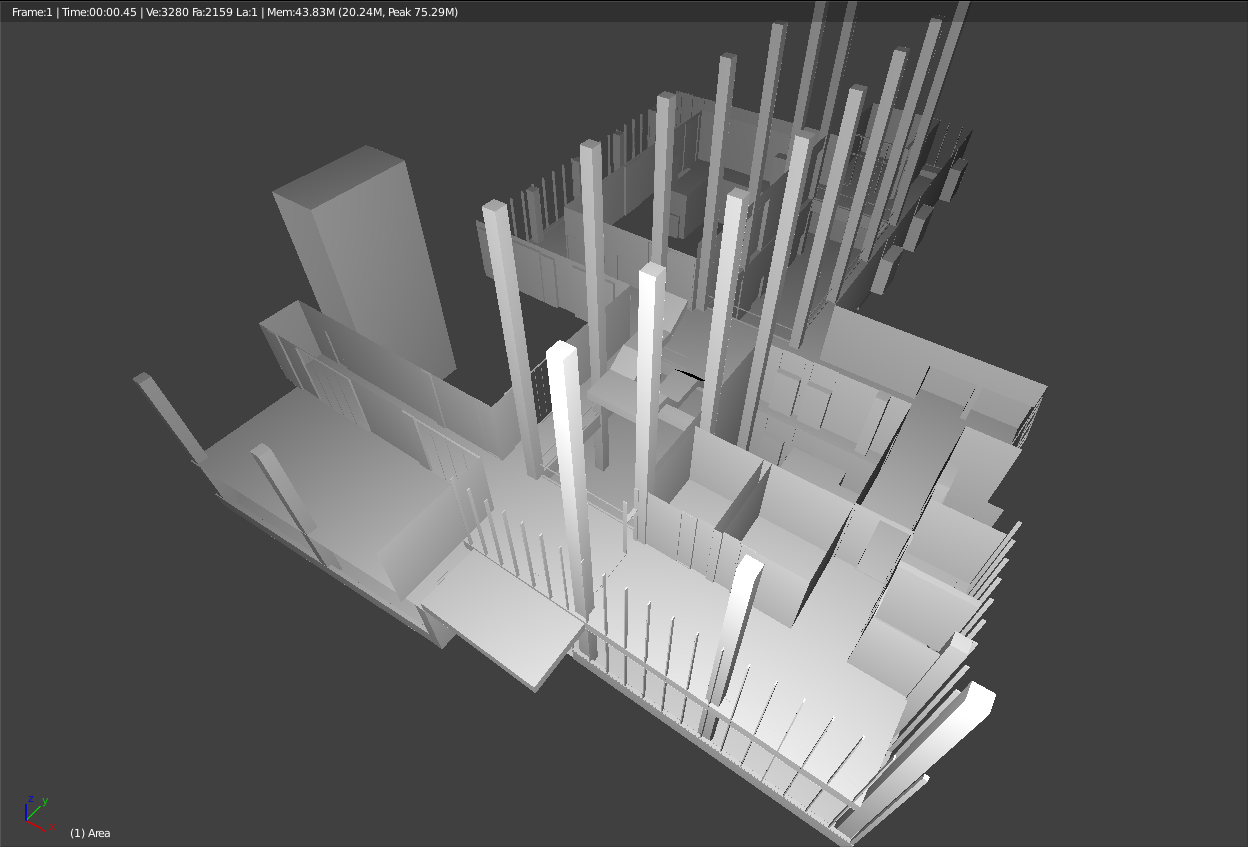 Frame:1 | Time:00:00.45 | Ve:3280 Fa:2159 La:1 | Mem:43.83M (20.24M, Peak 75.29M)
z
y
x
(1) Area